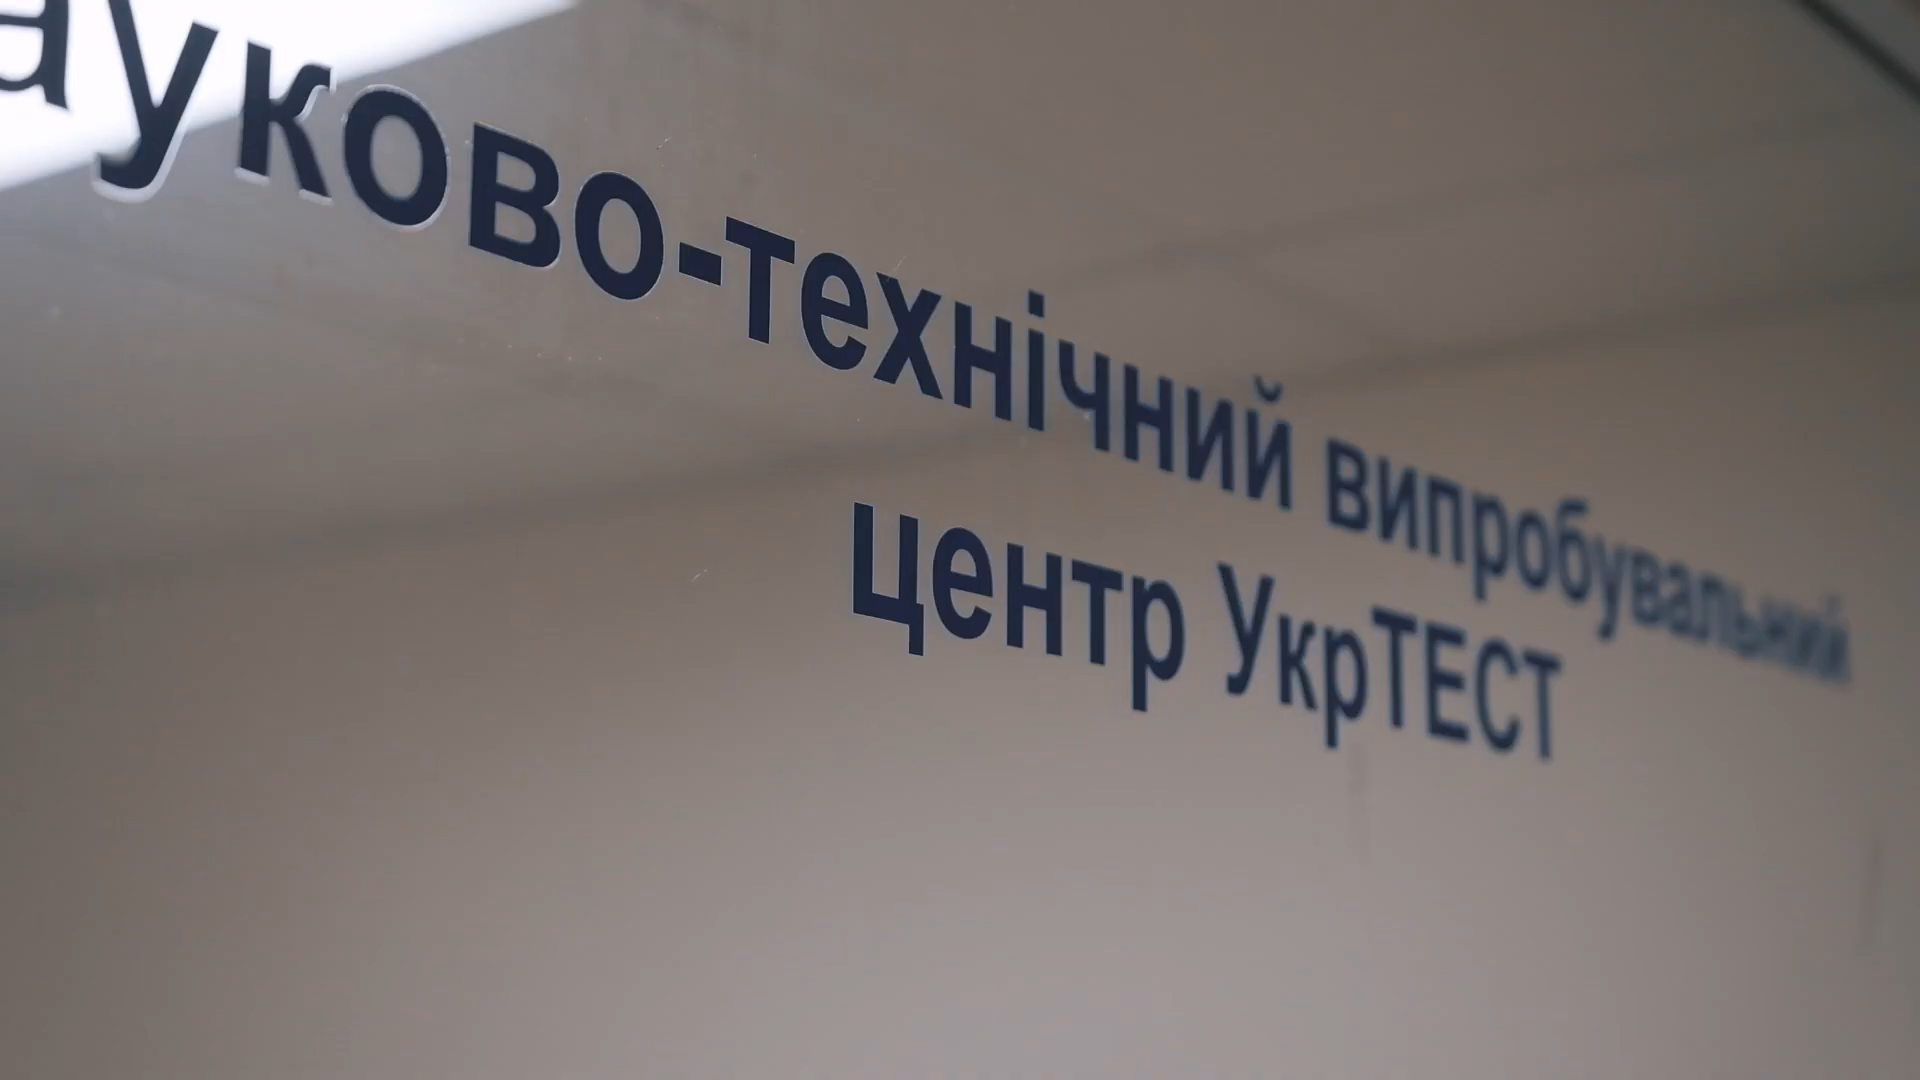 ауково-технічний випробувальний
центр УкрТЕСТ